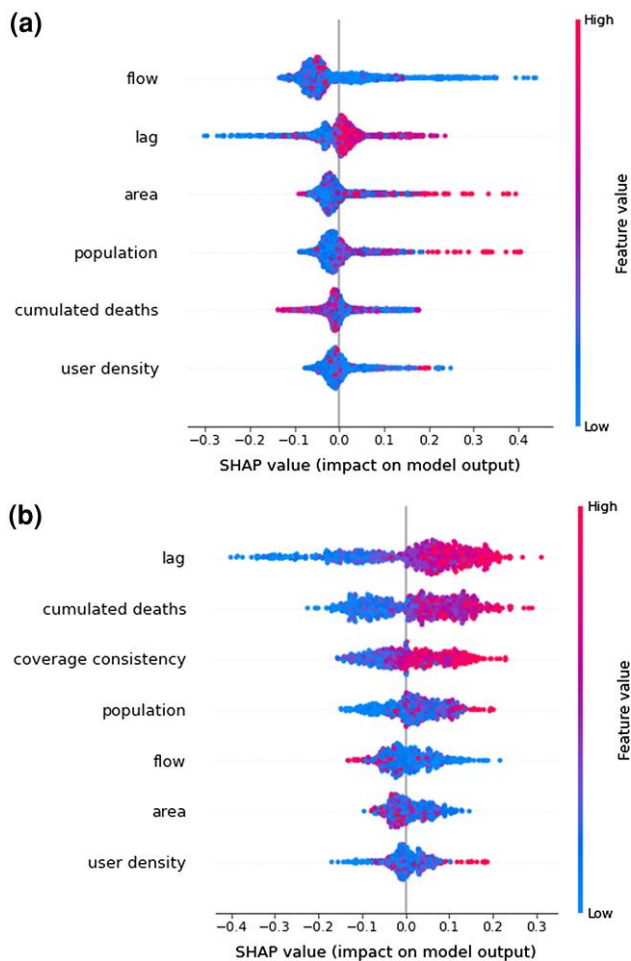 (a)
High
flow
lag
area
population
cumulated deaths
user density
Feature value
Low
−0.3 −0.2 −0.1 0.0 0.1 0.2 0.3 0.4
SHAP value (impact on model output)
(b)
High
lag
cumulated deaths
coverage consistency
population
flow
area
user density
Feature value
Low
−0.4 −0.3 −0.2 −0.1 0.0 0.1 0.2 0.3
SHAP value (impact on model output)